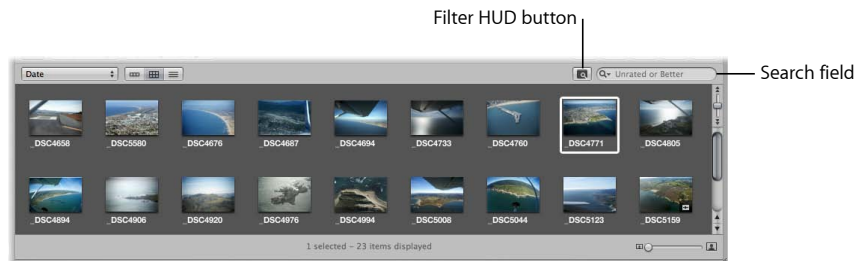 Filter HUD button
Date
Unrated or Better
Search field
_DSC4658
_DSC5580
_DSC4676
_DSC4687
_DSC4694
_DSC4733
_DSC4760
_DSC4771
_DSC4805
_DSC4894
_DSC4906
_DSC4920
_DSC4976
_DSC4994
_DSC5008
_DSC5044
_DSC5123
_DSC5159
1 selected – 23 items displayed